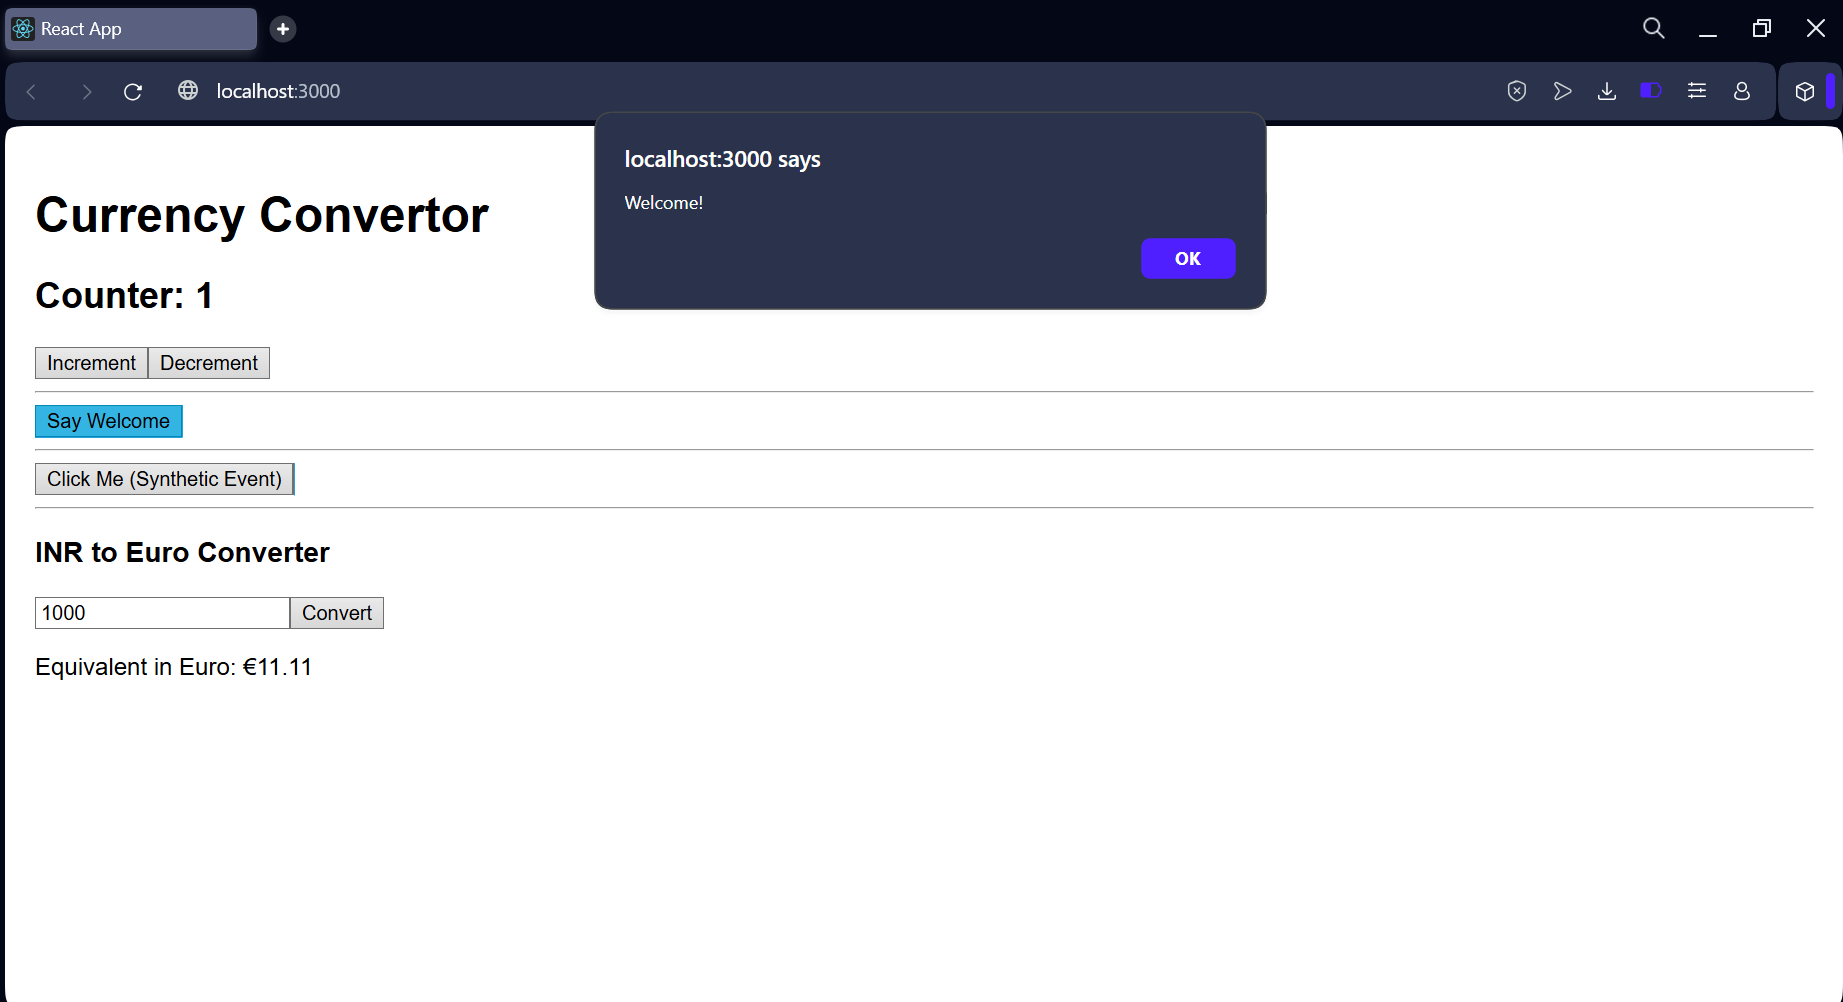 React App
localhost:3000
localhost:3000 says
Welcome!
OK
Currency Convertor
Counter: 1
Increment Decrement
Say Welcome
Click Me (Synthetic Event)
INR to Euro Converter
1000 Convert
Equivalent in Euro: €11.11